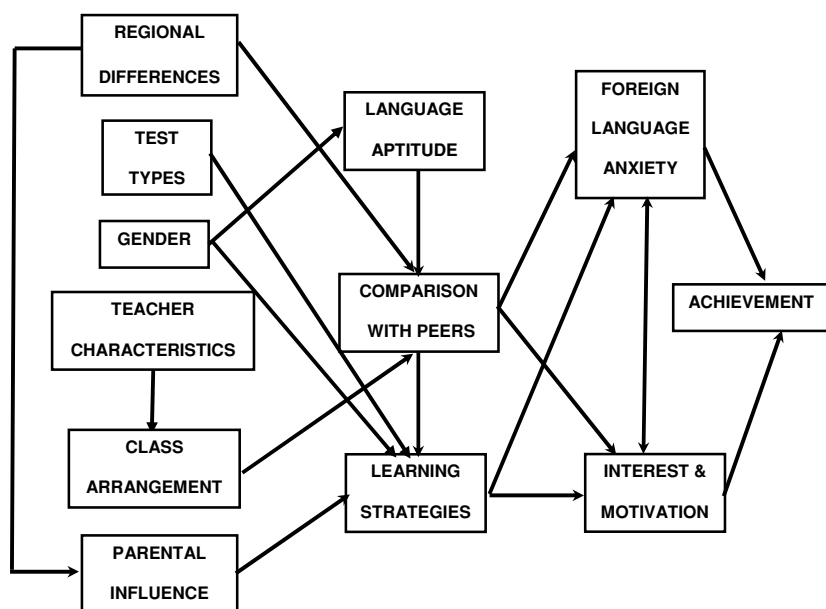 REGIONAL
DIFFERENCES
TEST
TYPES
GENDER
TEACHER
CHARACTERISTICS
CLASS
ARRANGEMENT
PARENTAL
INFLUENCE
LANGUAGE
APTITUDE
COMPARISON
WITH PEERS
LEARNING
STRATEGIES
FOREIGN
LANGUAGE
ANXIETY
INTEREST &
MOTIVATION
ACHIEVEMENT